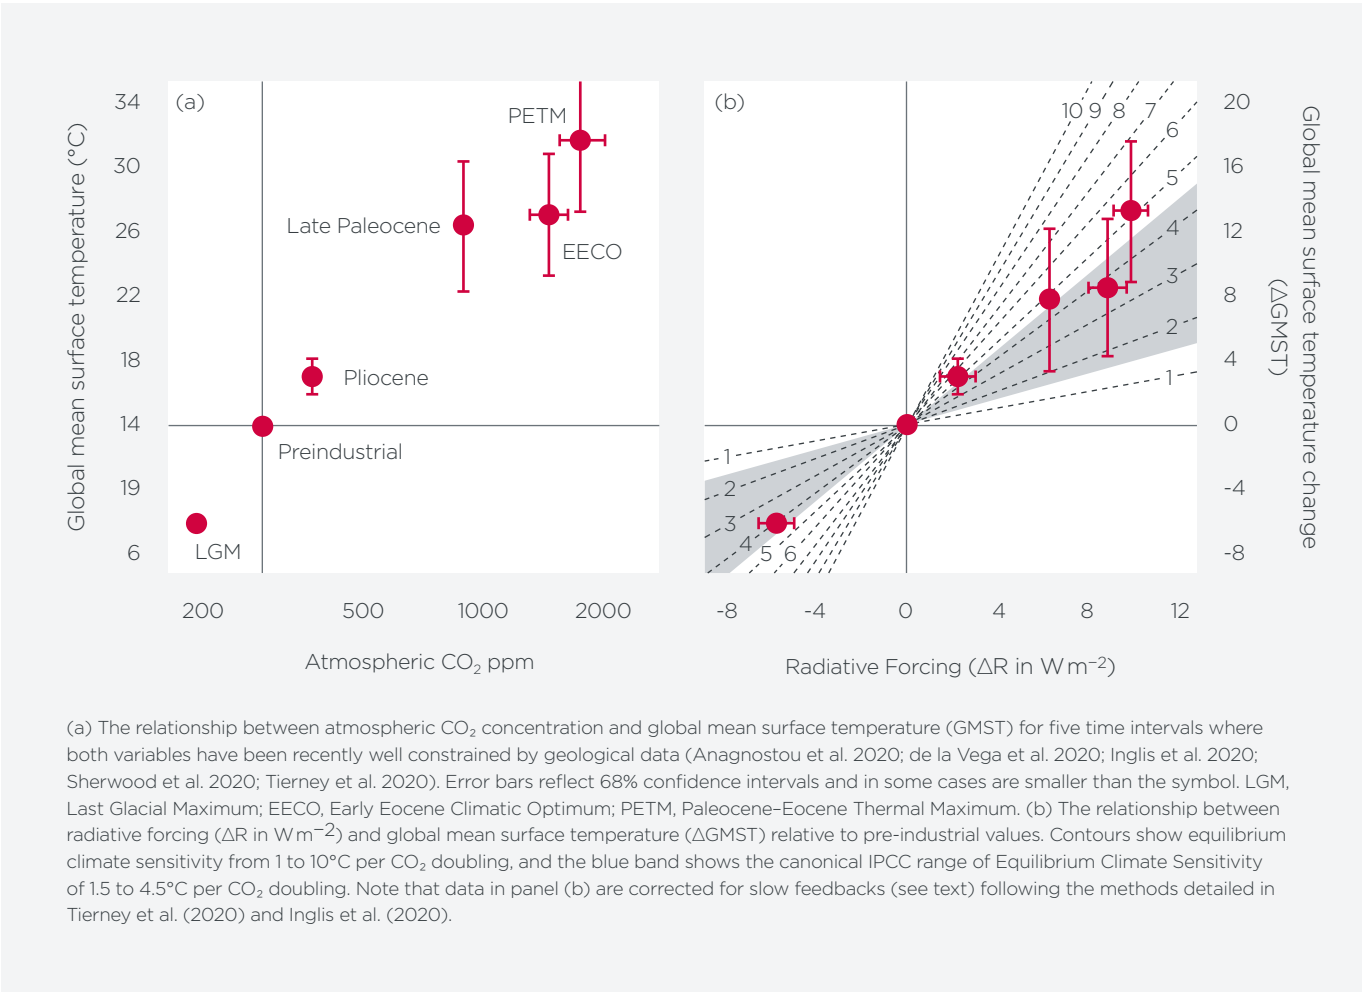 (a)
34
30
26
22
18
14
19
6
Global mean surface temperature (°C)
PETM
Late Paleocene
EECO
Pliocene
Preindustrial
LGM
200 500 1000 2000
Atmospheric CO₂ ppm
(b)
10 9 8 7
6
5
4
3
2
1
1
2
3
4 5 6
20
16
12
8
4
0
-4
-8
Global mean surface temperature change
(ΔGMST)
-8 -4 0 4 8 12
Radiative Forcing (ΔR in W m⁻²)
(a) The relationship between atmospheric CO₂ concentration and global mean surface temperature (GMST) for five time intervals where
both variables have been recently well constrained by geological data (Anagnostou et al. 2020; de la Vega et al. 2020; Inglis et al. 2020;
Sherwood et al. 2020; Tierney et al. 2020). Error bars reflect 68% confidence intervals and in some cases are smaller than the symbol. LGM,
Last Glacial Maximum; EECO, Early Eocene Climatic Optimum; PETM, Paleocene–Eocene Thermal Maximum. (b) The relationship between
radiative forcing (ΔR in W m⁻²) and global mean surface temperature (ΔGMST) relative to pre-industrial values. Contours show equilibrium
climate sensitivity from 1 to 10°C per CO₂ doubling, and the blue band shows the canonical IPCC range of Equilibrium Climate Sensitivity
of 1.5 to 4.5°C per CO₂ doubling. Note that data in panel (b) are corrected for slow feedbacks (see text) following the methods detailed in
Tierney et al. (2020) and Inglis et al. (2020).